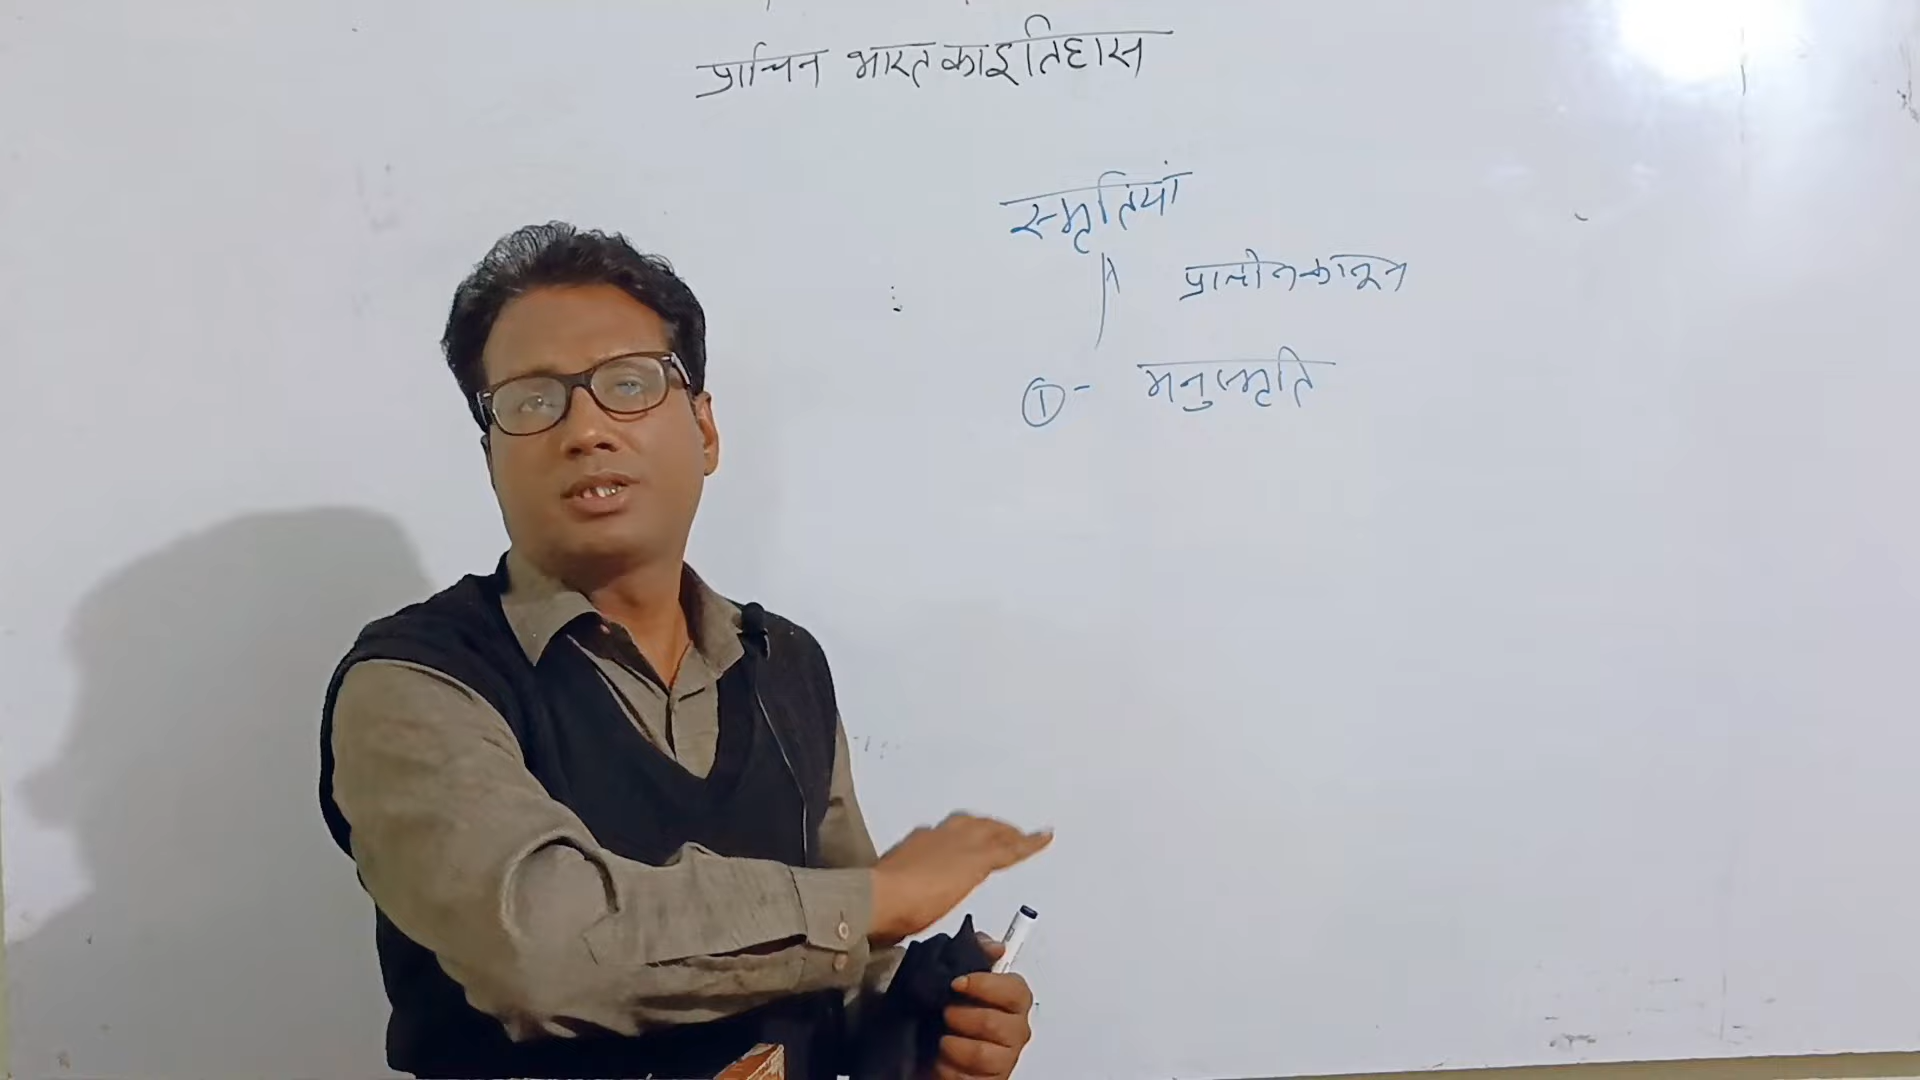 प्राचिन भारत का इतिहास
स्मृतियां
प्राचीन कानून
① - मनुस्मृति